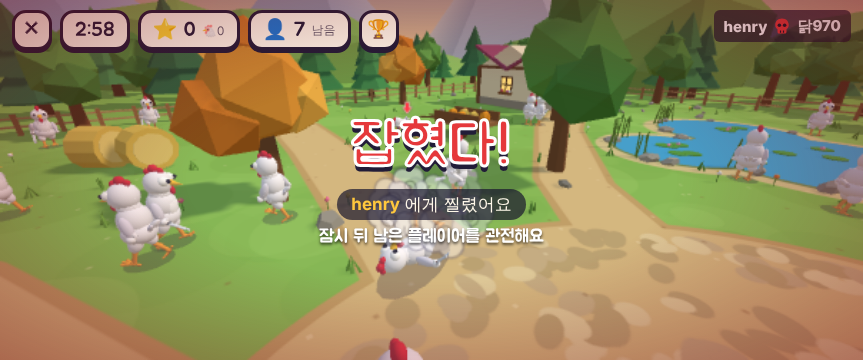 ✕ 2:58 ⭐ 0 🐔0 👤 7 남음 🏆
henry 💀 닭970
잡혔다!
henry 에게 찔렸어요
잠시 뒤 남은 플레이어를 관전해요